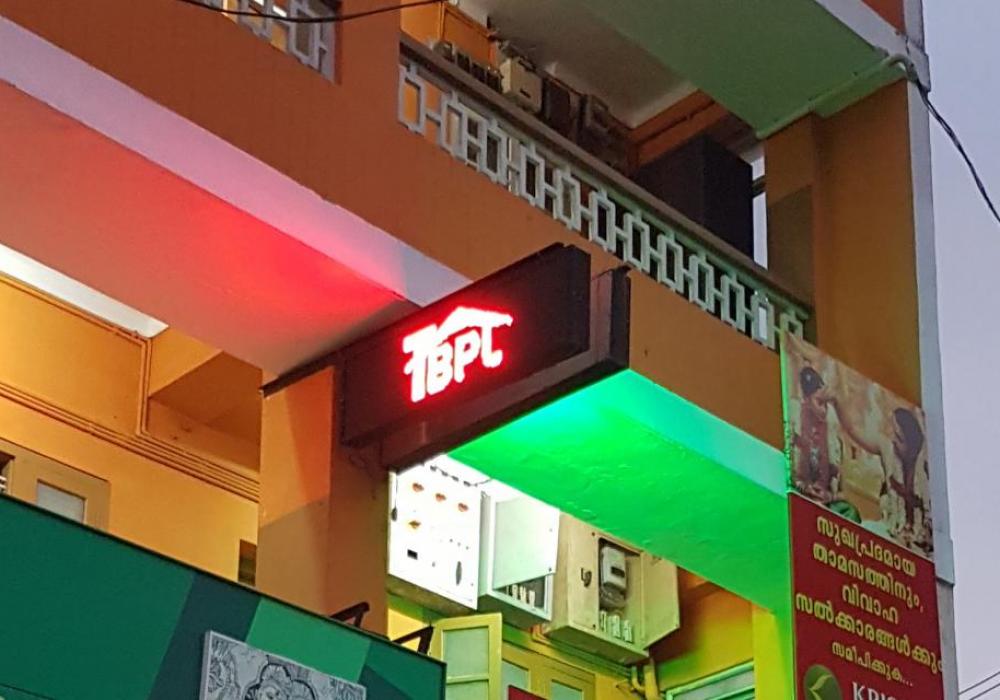 TBPL
സുഖപ്രദമായ
താമസത്തിനും,
വിവാഹ
സൽക്കാരങ്ങൾക്കും
സമീപിക്കുക...